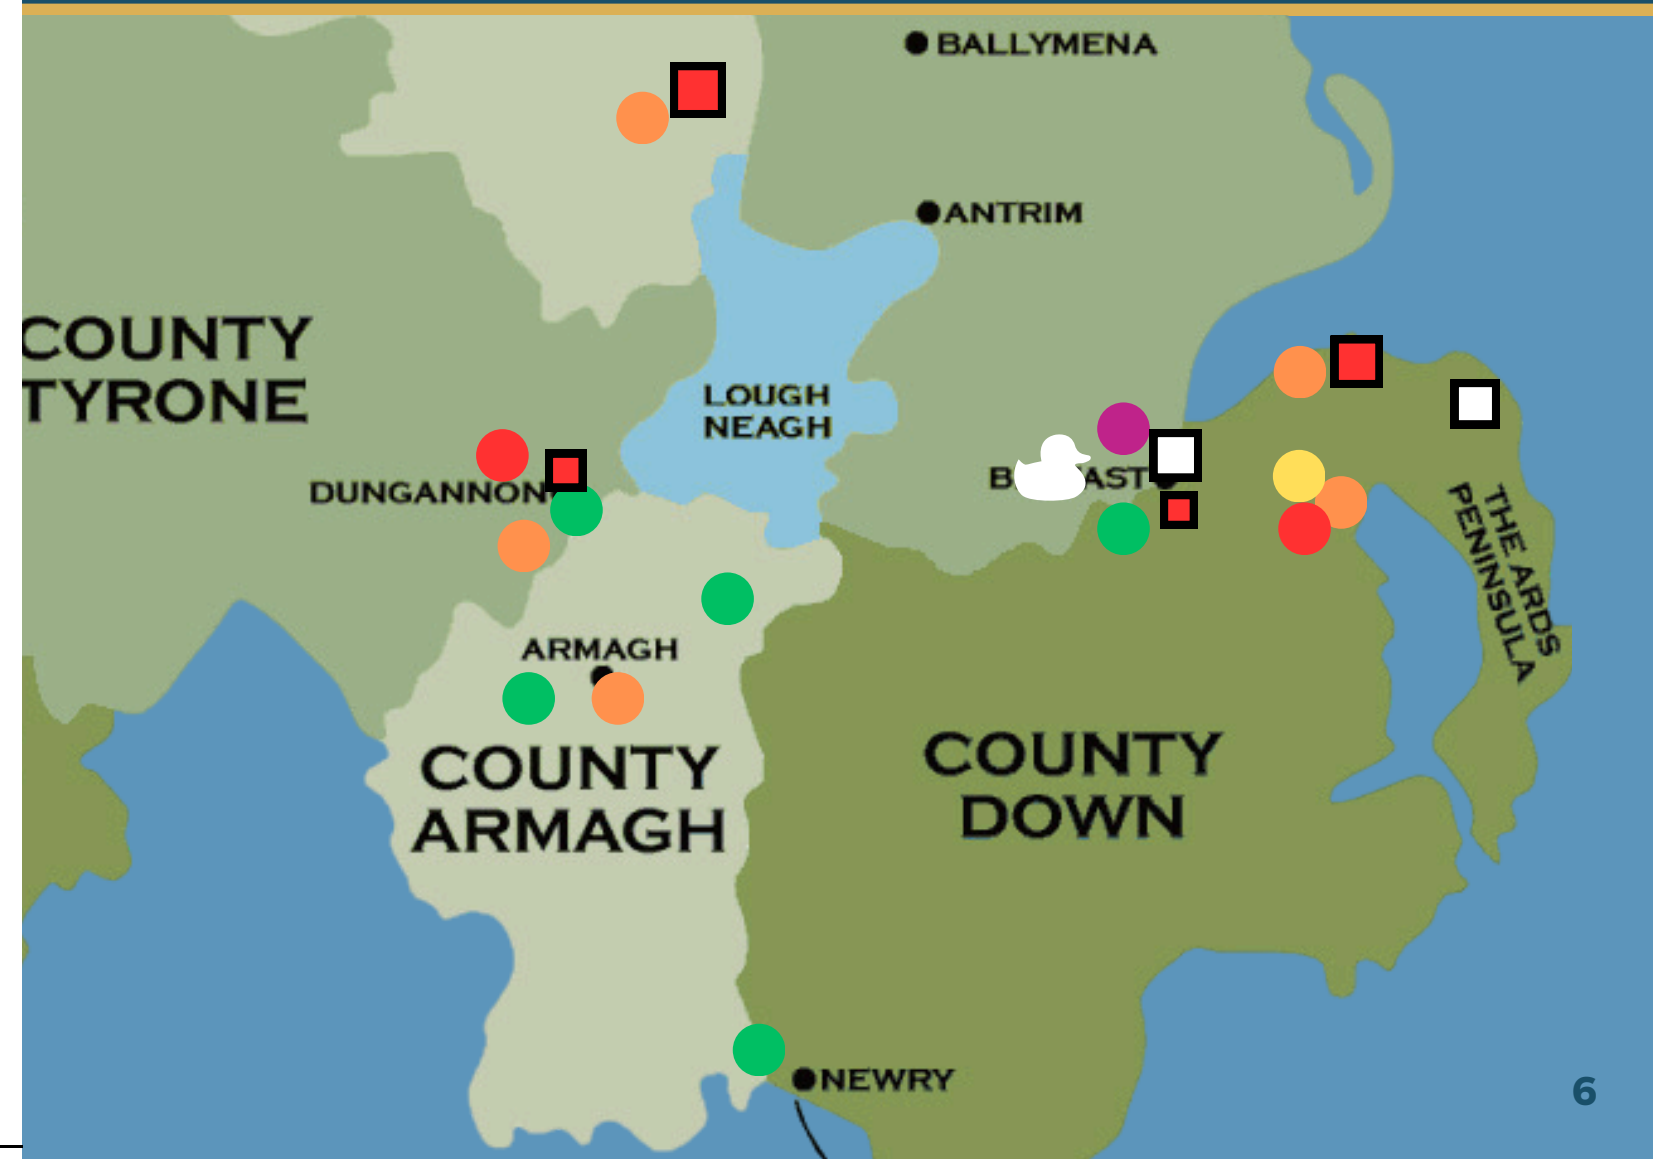 BALLYMENA
ANTRIM
COUNTY
TYRONE
LOUGH
NEAGH
DUNGANNON
THE ARDS
PENINSULA
ARMAGH
COUNTY
ARMAGH
COUNTY
DOWN
NEWRY
6